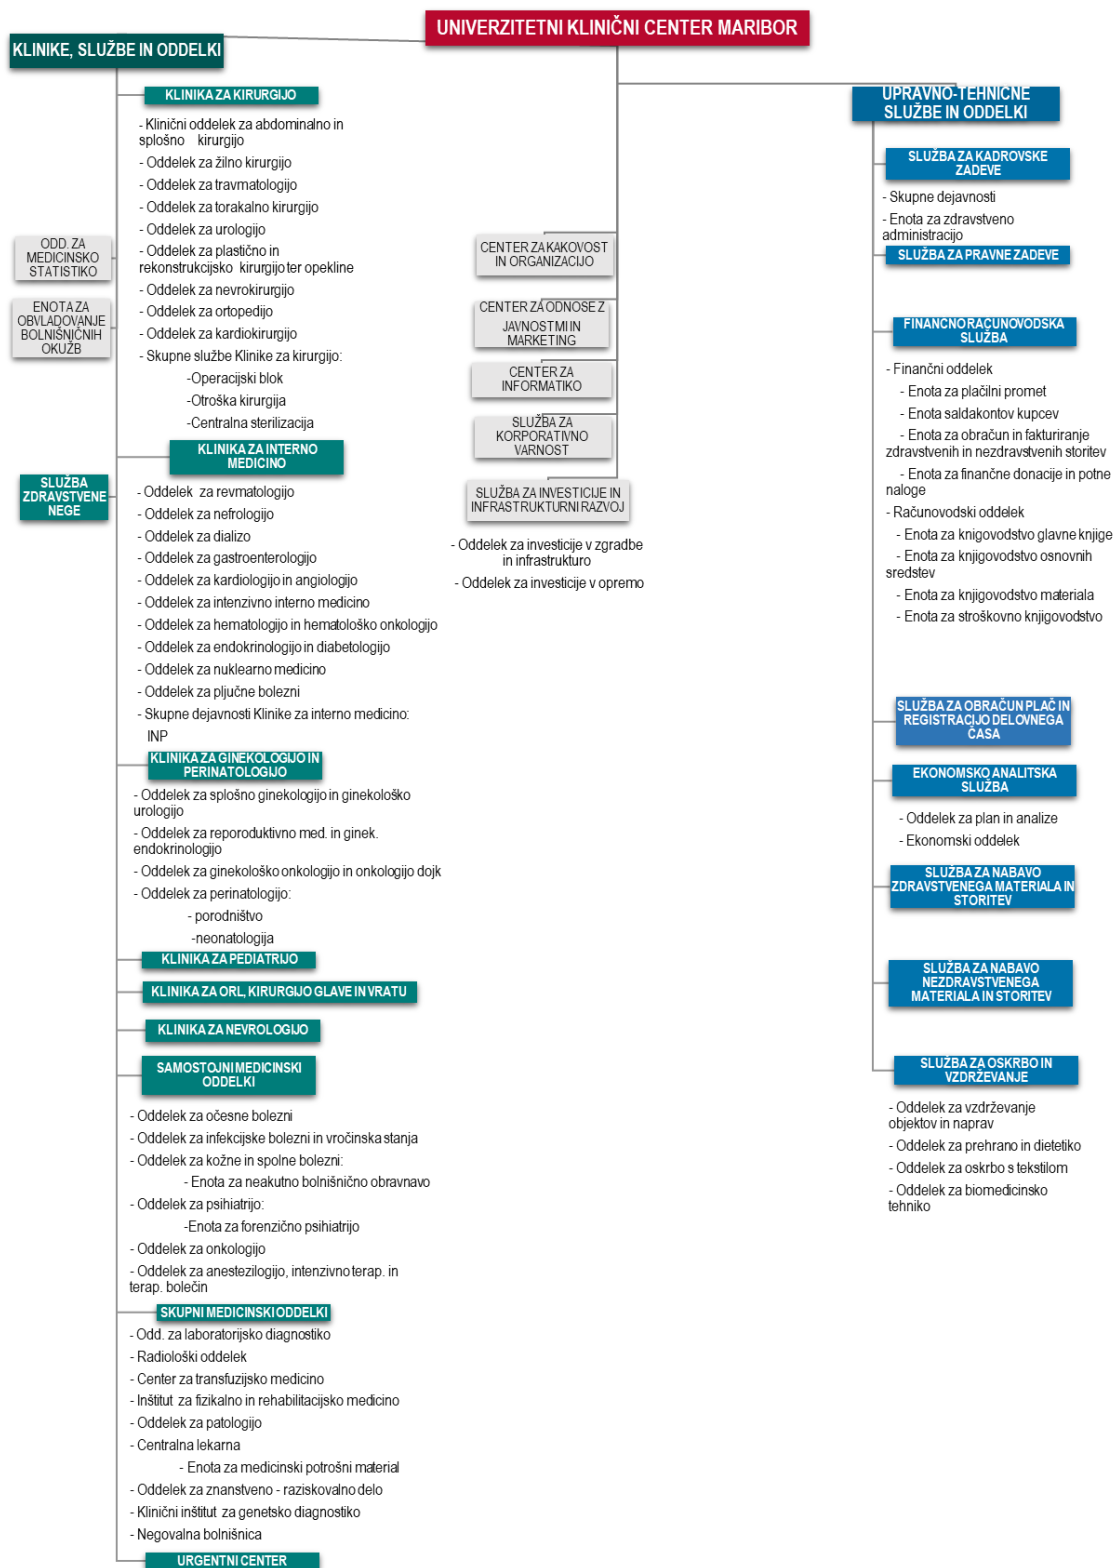 UNIVERZITETNI KLINIČNI CENTER MARIBOR
KLINIKE, SLUŽBE IN ODDELKI
KLINIKA ZA KIRURGIJO
- Klinični oddelek za abdominalno in
splošno kirurgijo
- Oddelek za žilno kirurgijo
- Oddelek za travmatologijo
- Oddelek za torakalno kirurgijo
- Oddelek za urologijo
- Oddelek za plastično in
rekonstrukcijsko kirurgijo ter opekline
- Oddelek za nevrokirurgijo
- Oddelek za ortopedijo
- Oddelek za kardiokirurgijo
- Skupne službe Klinike za kirurgijo:
-Operacijski blok
-Otroška kirurgija
-Centralna sterilizacija
ODD. ZA
MEDICINSKO
STATISTIKO
ENOTA ZA
OBVLADOVANJE
BOLNIŠNIČNIH
OKUŽB
KLINIKA ZA INTERNO
MEDICINO
SLUŽBA
ZDRAVSTVENE
NEGE
- Oddelek za revmatologijo
- Oddelek za nefrologijo
- Oddelek za dializo
- Oddelek za gastroenterologijo
- Oddelek za kardiologijo in angiologijo
- Oddelek za intenzivno interno medicino
- Oddelek za hematologijo in hematološko onkologijo
- Oddelek za endokrinologijo in diabetologijo
- Oddelek za nuklearno medicino
- Oddelek za pljučne bolezni
- Skupne dejavnosti Klinike za interno medicino:
INP
KLINIKA ZA GINEKOLOGIJO IN
PERINATOLOGIJO
- Oddelek za splošno ginekologijo in ginekološko
urologijo
- Oddelek za reporoduktivno med. in ginek.
endokrinologijo
- Oddelek za ginekološko onkologijo in onkologijo dojk
- Oddelek za perinatologijo:
- porodništvo
-neonatologija
KLINIKA ZA PEDIATRIJO
KLINIKA ZA ORL, KIRURGIJO GLAVE IN VRATU
KLINIKA ZA NEVROLOGIJO
SAMOSTOJNI MEDICINSKI
ODDELKI
- Oddelek za očesne bolezni
- Oddelek za infekcijske bolezni in vročinska stanja
- Oddelek za kožne in spolne bolezni:
- Enota za neakutno bolnišnično obravnavo
- Oddelek za psihiatrijo:
-Enota za forenzično psihiatrijo
- Oddelek za onkologijo
- Oddelek za anestezilogijo, intenzivno terap. in
terap. bolečin
SKUPNI MEDICINSKI ODDELKI
- Odd. za laboratorijsko diagnostiko
- Radiološki oddelek
- Center za transfuzijsko medicino
- Inštitut za fizikalno in rehabilitacijsko medicino
- Oddelek za patologijo
- Centralna lekarna
- Enota za medicinski potrošni material
- Oddelek za znanstveno - raziskovalno delo
- Klinični inštitut za genetsko diagnostiko
- Negovalna bolnišnica
URGENTNI CENTER
CENTER ZA KAKOVOST
IN ORGANIZACIJO
CENTER ZA ODNOSE Z
JAVNOSTMI IN
MARKETING
CENTER ZA
INFORMATIKO
SLUŽBA ZA
KORPORATIVNO
VARNOST
SLUŽBA ZA INVESTICIJE IN
INFRASTRUKTURNI RAZVOJ
- Oddelek za investicije v zgradbe
in infrastrukturo
- Oddelek za investicije v opremo
UPRAVNO-TEHNIČNE
SLUŽBE IN ODDELKI
SLUŽBA ZA KADROVSKE
ZADEVE
- Skupne dejavnosti
- Enota za zdravstveno
administracijo
SLUŽBA ZA PRAVNE ZADEVE
FINANČNO RAČUNOVODSKA
SLUŽBA
- Finančni oddelek
- Enota za plačilni promet
- Enota saldakontov kupcev
- Enota za obračun in fakturiranje
zdravstvenih in nezdravstvenih storitev
- Enota za finančne donacije in potne
naloge
- Računovodski oddelek
- Enota za knigovodstvo glavne knjige
- Enota za knjigovodstvo osnovnih
sredstev
- Enota za knjigovodstvo materiala
- Enota za stroškovno knjigovodstvo
SLUŽBA ZA OBRAČUN PLAČ IN
REGISTRACIJO DELOVNEGA
ČASA
EKONOMSKO ANALITSKA
SLUŽBA
- Oddelek za plan in analize
- Ekonomski oddelek
SLUŽBA ZA NABAVO
ZDRAVSTVENEGA MATERIALA IN
STORITEV
SLUŽBA ZA NABAVO
NEZDRAVSTVENEGA
MATERIALA IN STORITEV
SLUŽBA ZA OSKRBO IN
VZDRŽEVANJE
- Oddelek za vzdrževanje
objektov in naprav
- Oddelek za prehrano in dietetiko
- Oddelek za oskrbo s tekstilom
- Oddelek za biomedicinsko
tehniko